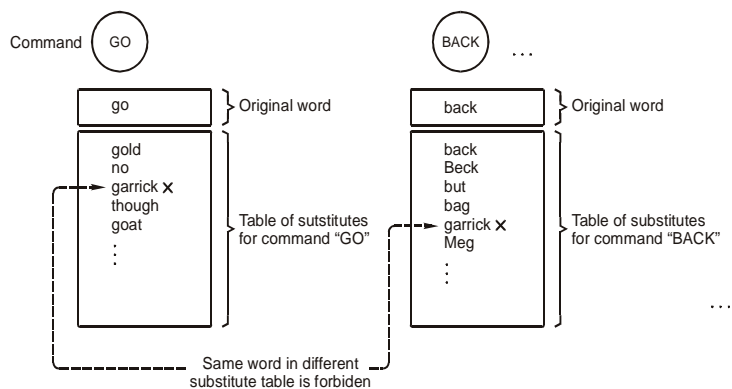 Command GO BACK ...
go Original word
back Original word
gold
no
garrick ×
though
goat
⋮
Table of sutstitutes
for command “GO”
back
Beck
but
bag
garrick ×
Meg
⋮
Table of substitutes
for command “BACK”
...
Same word in different
substitute table is forbiden